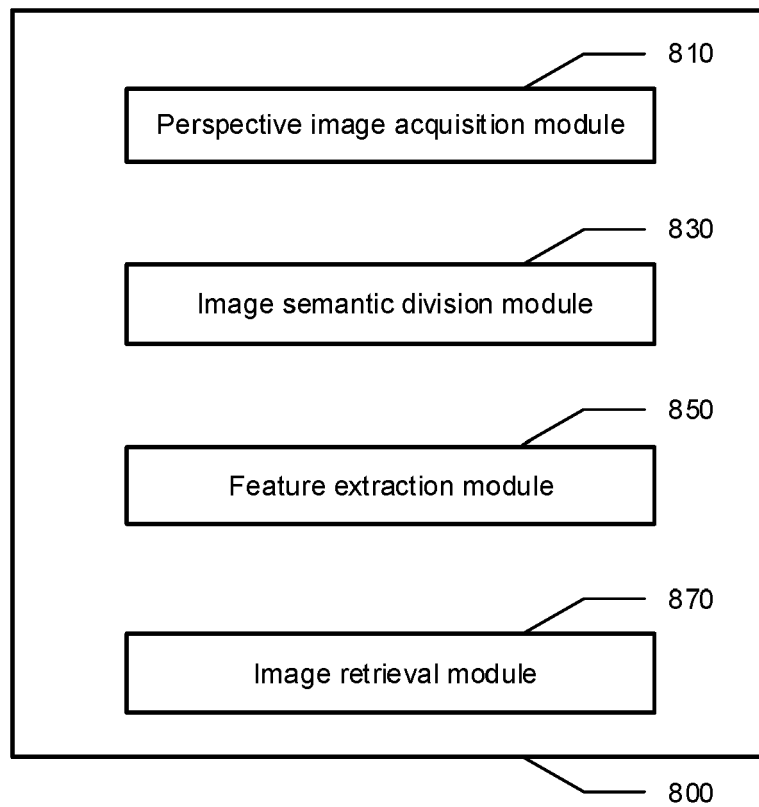 810
Perspective image acquisition module
830
Image semantic division module
850
Feature extraction module
870
Image retrieval module
800